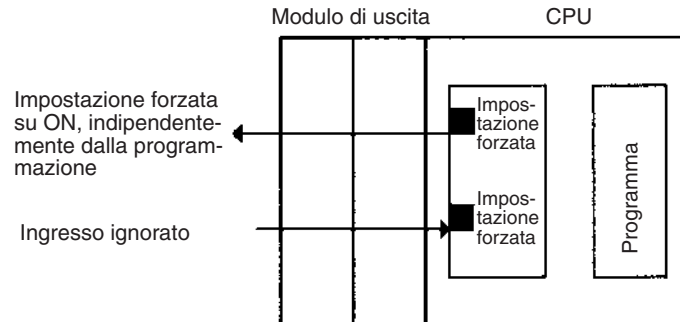 Modulo di uscita
CPU
Impostazione forzata
su ON, indipendente-
mente dalla program-
mazione
Impos-
tazione
forzata
Ingresso ignorato
Impos-
tazione
forzata
Programma